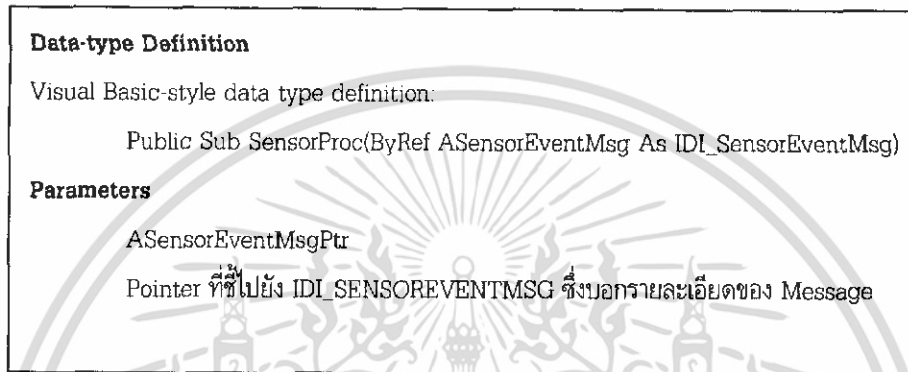 Data-type Definition
Visual Basic-style data type definition:
Public Sub SensorProc(ByRef ASensorEventMsg As IDI_SensorEventMsg)
Parameters
ASensorEventMsgPtr
Pointer ที่ชี้ไปยัง IDI_SENSOREVENTMSG ซึ่งบอกรายละเอียดของ Message